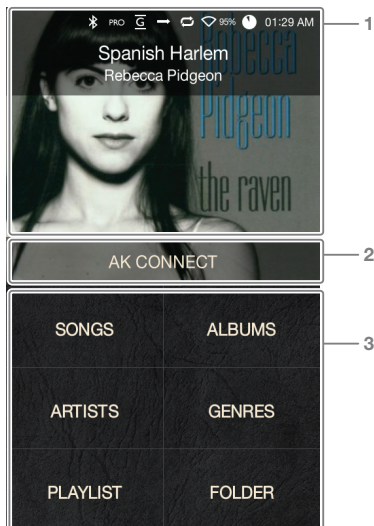 PRO G 95% 01:29 AM
Spanish Harlem
Rebecca Pidgeon
Rebecca
Pidgeon
the raven
AK CONNECT
SONGS ALBUMS
ARTISTS GENRES
PLAYLIST FOLDER
1
2
3